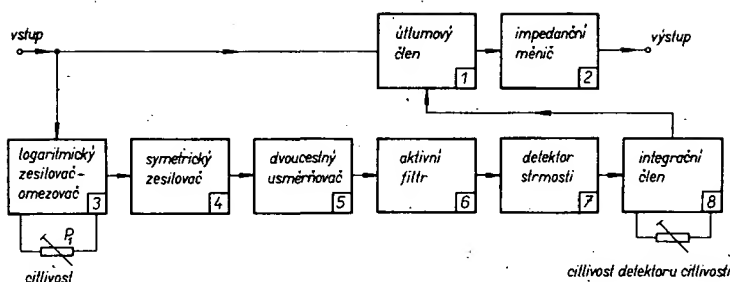 vstup
útlumový
člen
1
impedanční
měnič
2
výstup
logaritmický
zesilovač-
omezovač
3
symetrický
zesilovač
4
dvoucestný
usměrňovač
5
aktivní
filtr
6
detektor
strmosti
7
integrační
člen
8
P1
citlivost
citlivost detektoru citlivosti